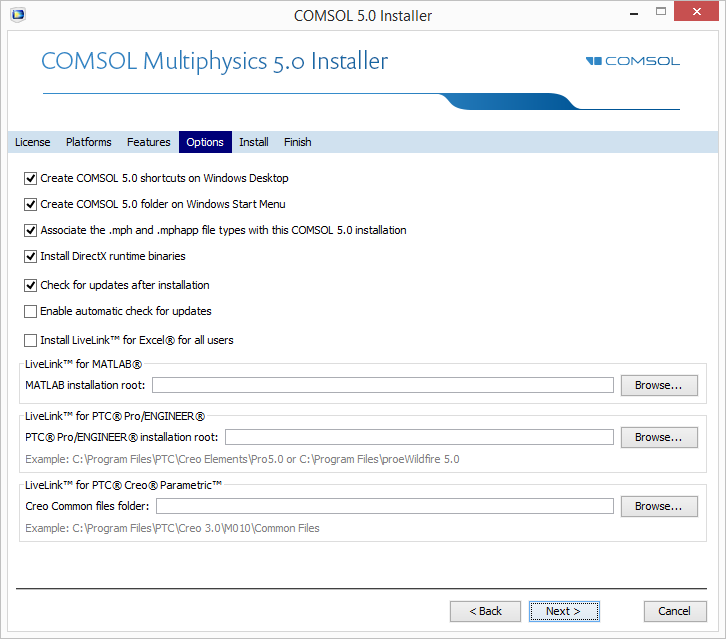 COMSOL 5.0 Installer
COMSOL Multiphysics 5.0 Installer
COMSOL
License Platforms Features Options Install Finish
Create COMSOL 5.0 shortcuts on Windows Desktop
Create COMSOL 5.0 folder on Windows Start Menu
Associate the .mph and .mphapp file types with this COMSOL 5.0 installation
Install DirectX runtime binaries
Check for updates after installation
Enable automatic check for updates
Install LiveLink™ for Excel® for all users
LiveLink™ for MATLAB®
MATLAB installation root: Browse...
LiveLink™ for PTC® Pro/ENGINEER®
PTC® Pro/ENGINEER® installation root: Browse...
Example: C:\Program Files\PTC\Creo Elements\Pro5.0 or C:\Program Files\proeWildfire 5.0
LiveLink™ for PTC® Creo® Parametric™
Creo Common files folder: Browse...
Example: C:\Program Files\PTC\Creo 3.0\M010\Common Files
< Back Next > Cancel